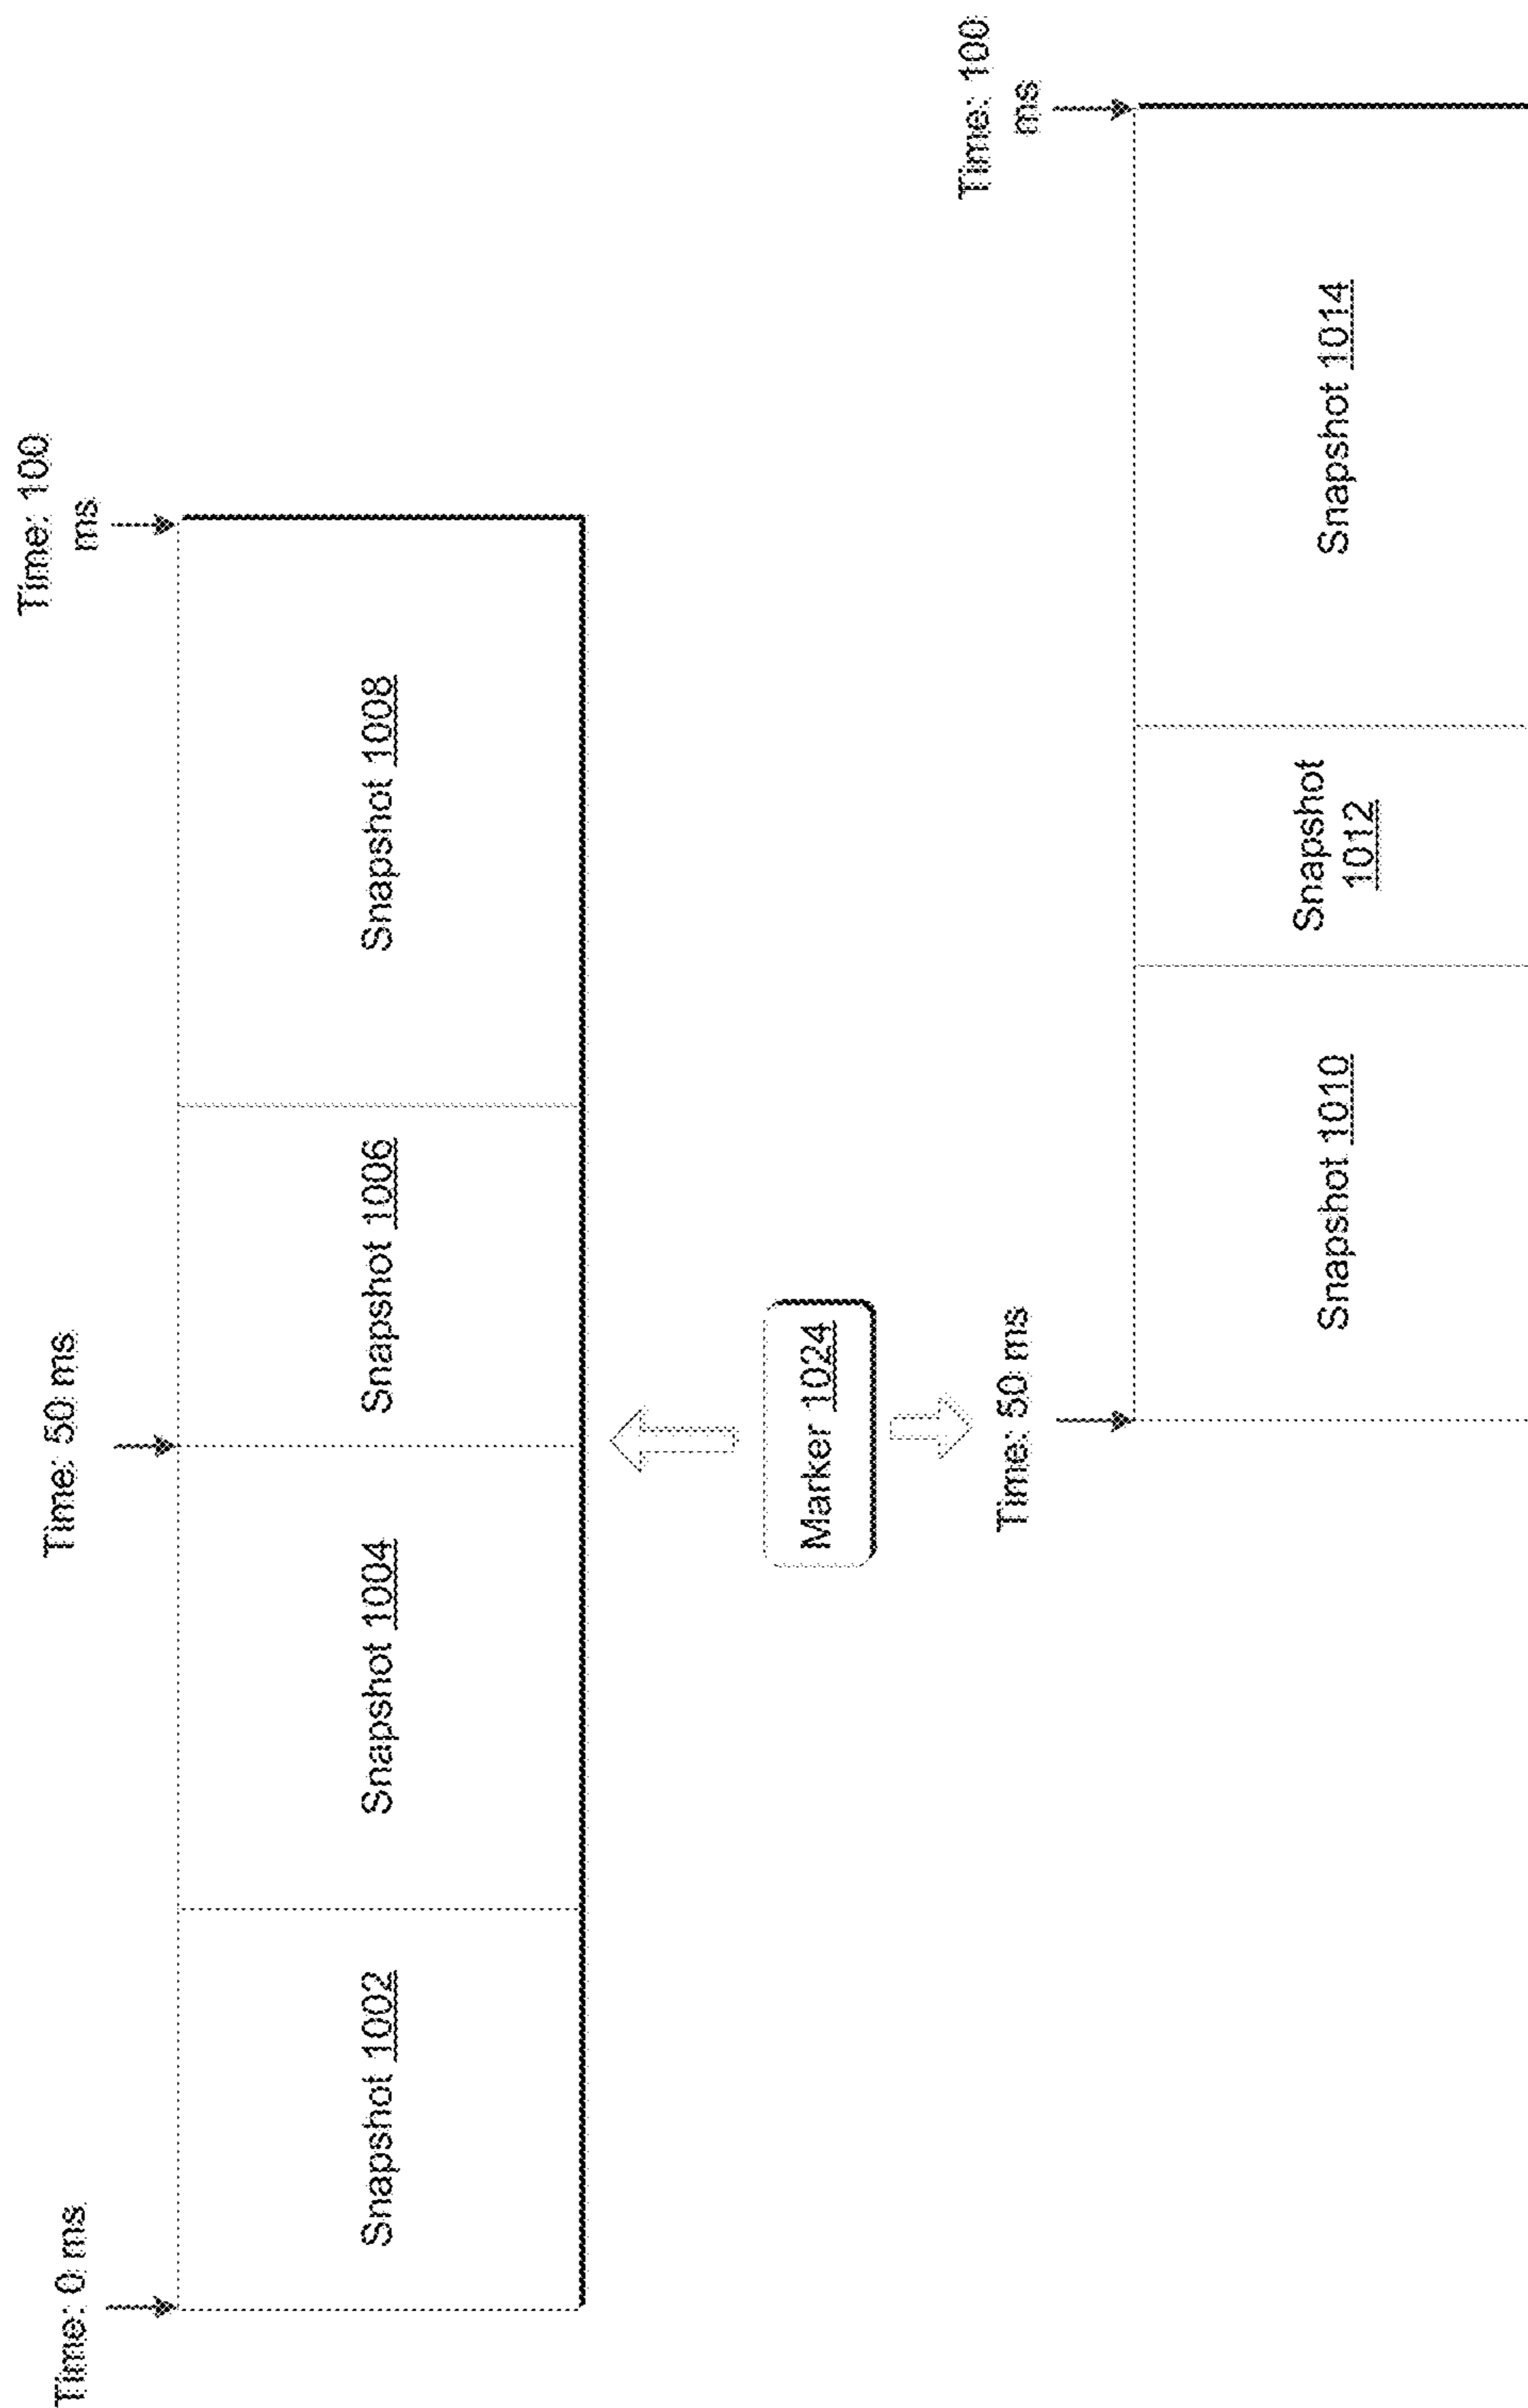 Time: 0 ms
Time: 50 ms
Time: 100
ms
Snapshot 1002
Snapshot 1004
Snapshot 1006
Snapshot 1008
Marker 1024
Time: 50 ms
Time: 100
ms
Snapshot 1010
Snapshot
1012
Snapshot 1014